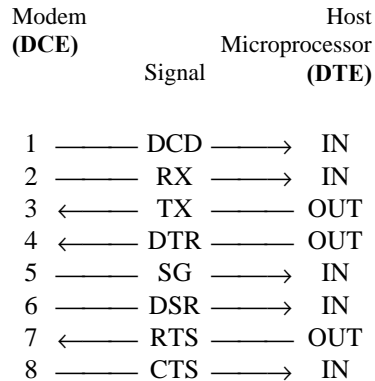 Modem Host
(DCE) Microprocessor
Signal (DTE)
1 DCD IN
2 RX IN
3 TX OUT
4 DTR OUT
5 SG IN
6 DSR IN
7 RTS OUT
8 CTS IN